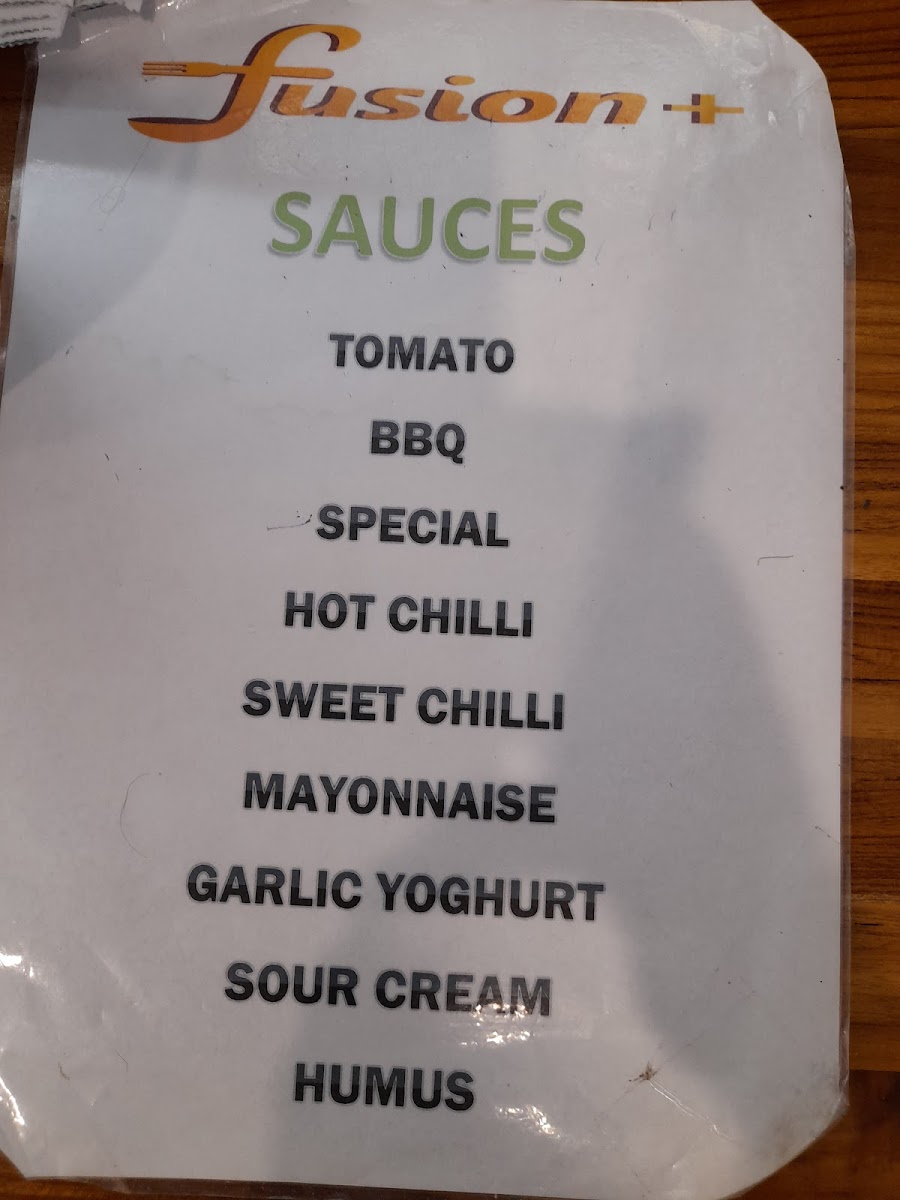 fusion+
SAUCES
TOMATO
BBQ
SPECIAL
HOT CHILLI
SWEET CHILLI
MAYONNAISE
GARLIC YOGHURT
SOUR CREAM
HUMUS